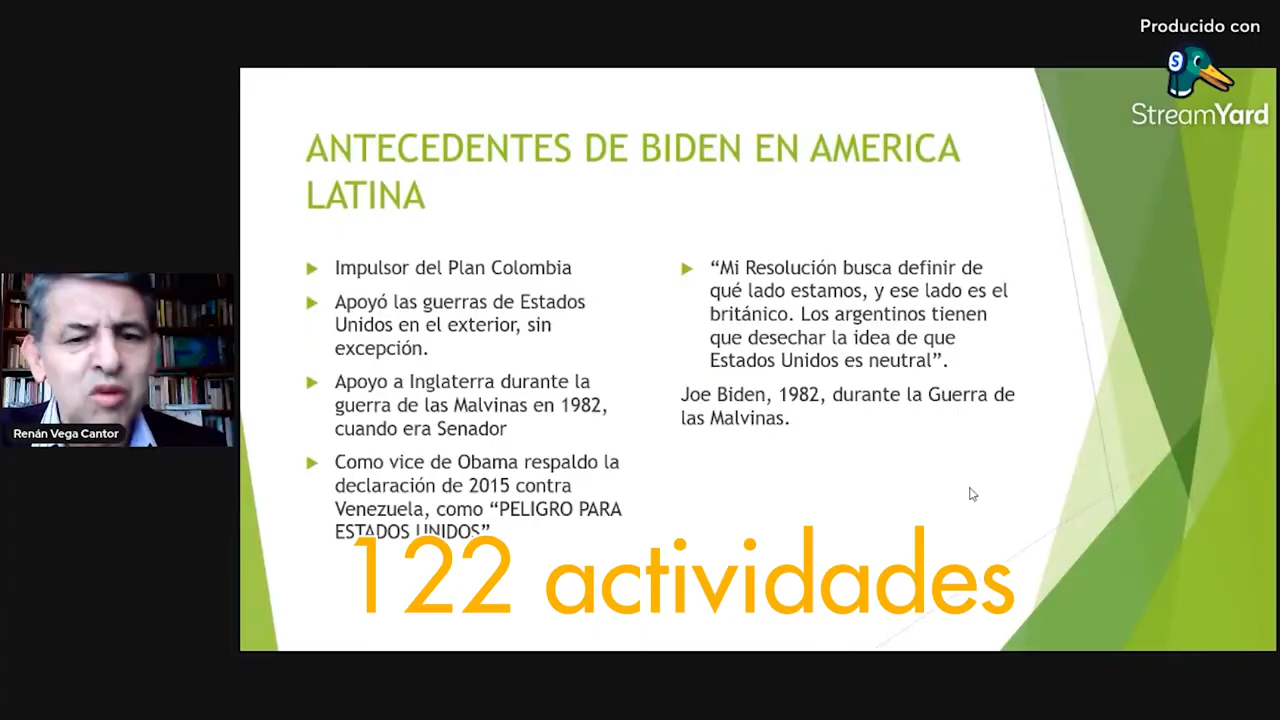 Producido con
S
StreamYard
ANTECEDENTES DE BIDEN EN AMERICA
LATINA
Impulsor del Plan Colombia
Apoyó las guerras de Estados
Unidos en el exterior, sin
excepción.
Apoyo a Inglaterra durante la
guerra de las Malvinas en 1982,
cuando era Senador
Como vice de Obama respaldo la
declaración de 2015 contra
Venezuela, como “PELIGRO PARA
ESTADOS UNIDOS”
“Mi Resolución busca definir de
qué lado estamos, y ese lado es el
británico. Los argentinos tienen
que desechar la idea de que
Estados Unidos es neutral”.
Joe Biden, 1982, durante la Guerra de
las Malvinas.
Renán Vega Cantor
122 actividades